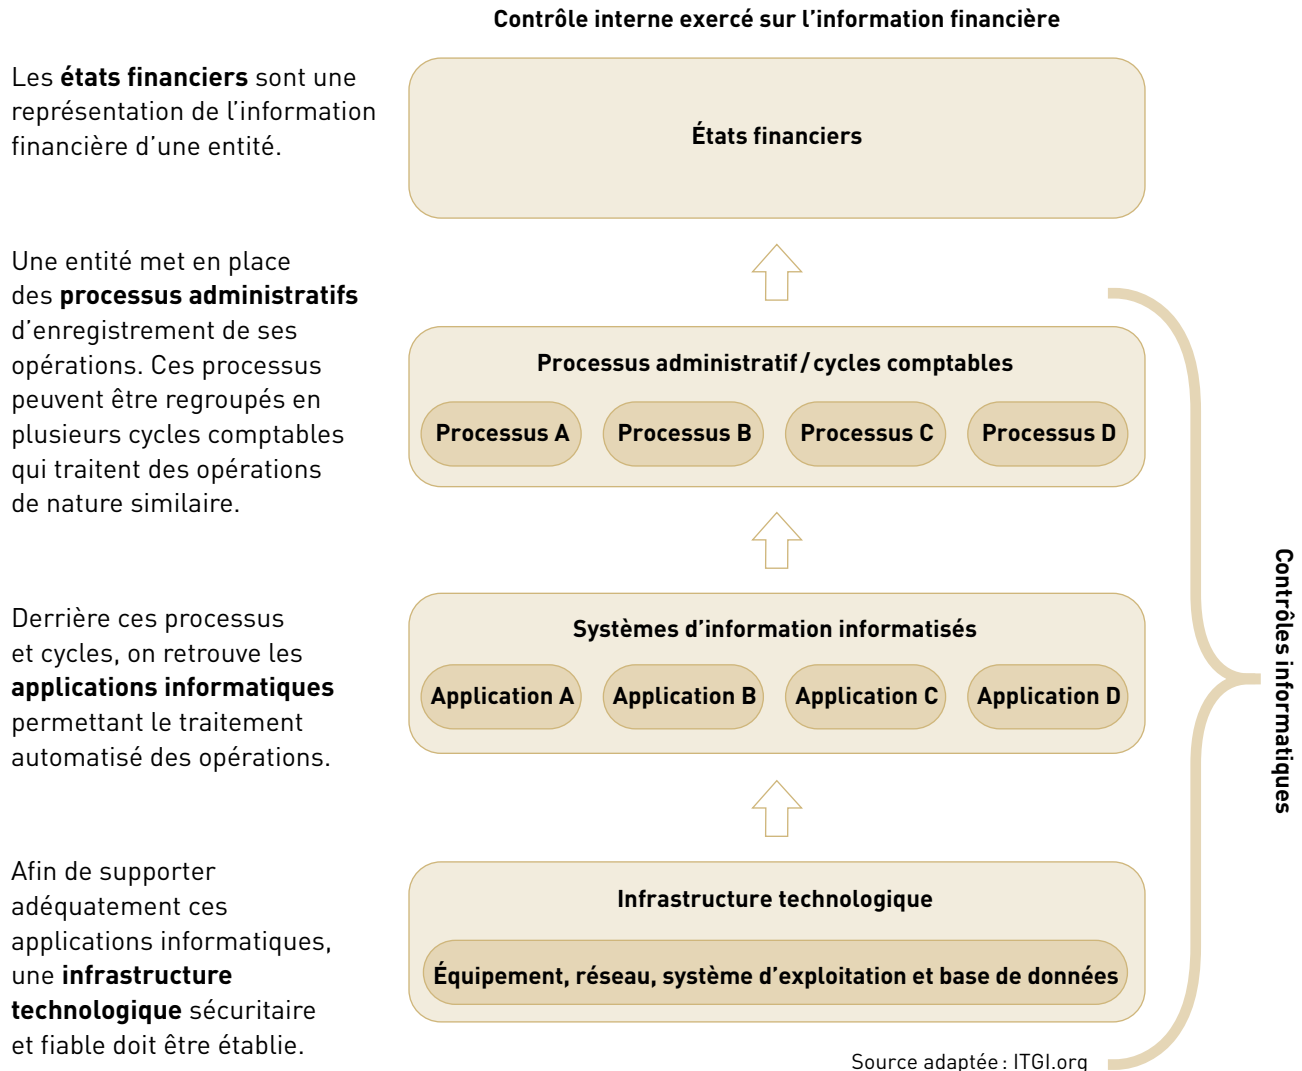 Contrôle interne exercé sur l’information financière
Les états financiers sont une
représentation de l’information
financière d’une entité.
États financiers
Une entité met en place
des processus administratifs
d’enregistrement de ses
opérations. Ces processus
peuvent être regroupés en
plusieurs cycles comptables
qui traitent des opérations
de nature similaire.
Processus administratif / cycles comptables
Processus A
Processus B
Processus C
Processus D
Derrière ces processus
et cycles, on retrouve les
applications informatiques
permettant le traitement
automatisé des opérations.
Systèmes d’information informatisés
Application A
Application B
Application C
Application D
Afin de supporter
adéquatement ces
applications informatiques,
une infrastructure
technologique sécuritaire
et fiable doit être établie.
Infrastructure technologique
Équipement, réseau, système d’exploitation et base de données
Contrôles informatiques
Source adaptée : ITGI.org